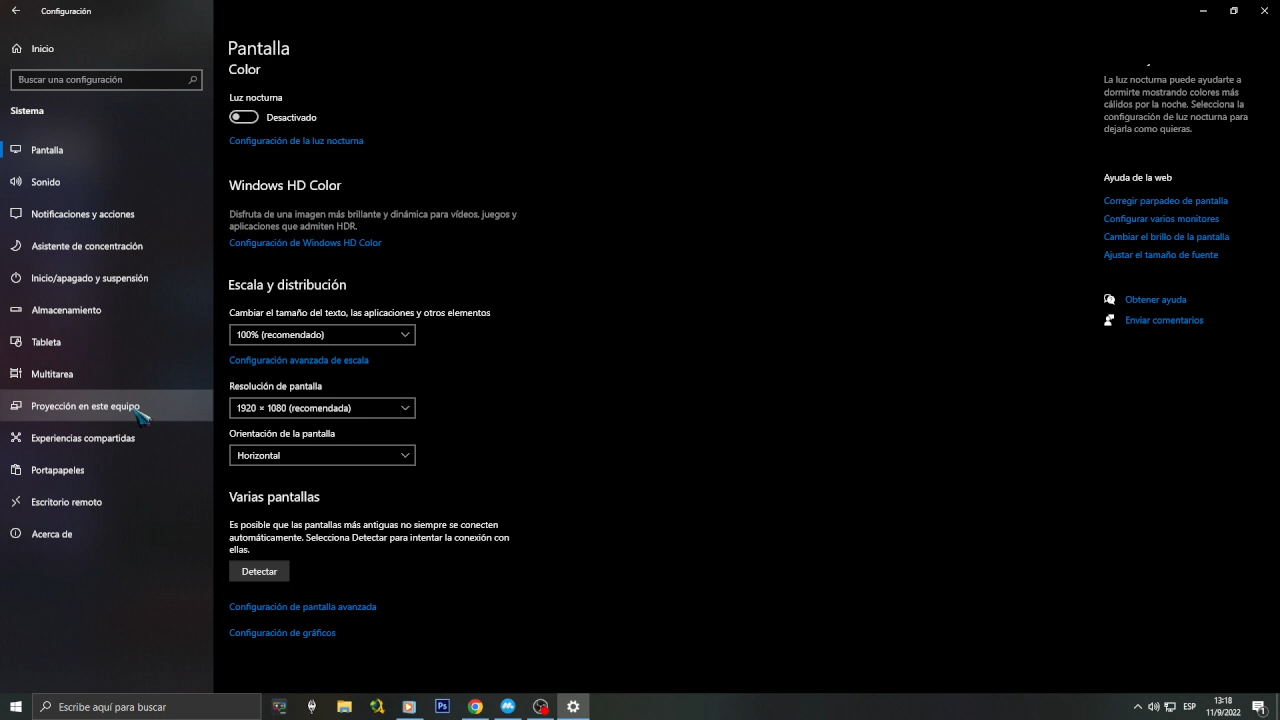 Configuración
Inicio
Buscar una configuración
Sistema
Pantalla
Sonido
Notificaciones y acciones
Asistente de concentración
Inicio/apagado y suspensión
Almacenamiento
Tableta
Multitarea
Proyección en este equipo
Experiencias compartidas
Portapapeles
Escritorio remoto
Acerca de
Pantalla
Color
Luz nocturna
Desactivado
Configuración de la luz nocturna
Windows HD Color
Disfruta de una imagen más brillante y dinámica para vídeos, juegos y
aplicaciones que admiten HDR.
Configuración de Windows HD Color
Escala y distribución
Cambiar el tamaño del texto, las aplicaciones y otros elementos
100% (recomendado)
Configuración avanzada de escala
Resolución de pantalla
1920 × 1080 (recomendada)
Orientación de la pantalla
Horizontal
Varias pantallas
Es posible que las pantallas más antiguas no siempre se conecten
automáticamente. Selecciona Detectar para intentar la conexión con
ellas.
Detectar
Configuración de pantalla avanzada
Configuración de gráficos
La luz nocturna puede ayudarte a
dormirte mostrando colores más
cálidos por la noche. Selecciona la
configuración de luz nocturna para
dejarla como quieras.
Ayuda de la web
Corregir parpadeo de pantalla
Configurar varios monitores
Cambiar el brillo de la pantalla
Ajustar el tamaño de fuente
Obtener ayuda
Enviar comentarios
Escribe aquí para buscar
Ps
ESP
13:18
11/9/2022